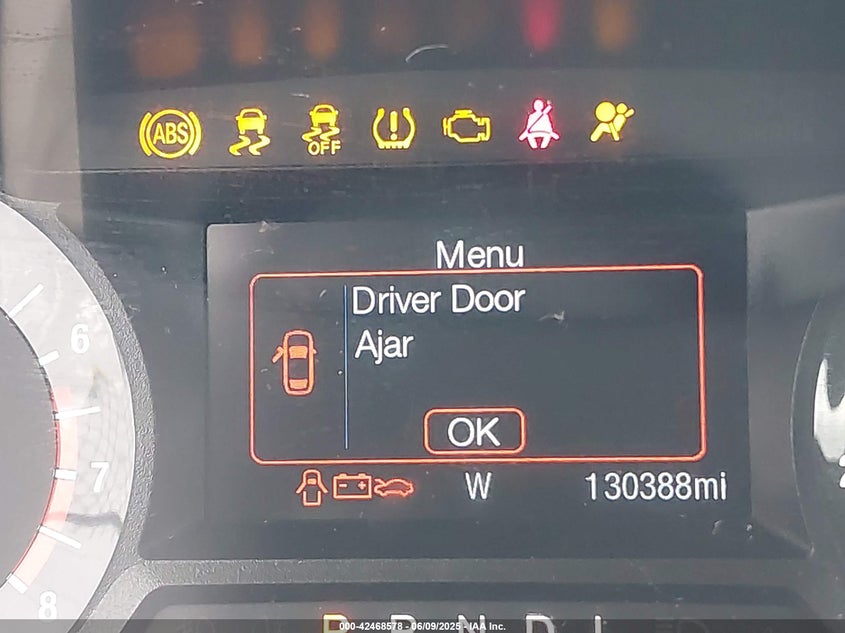 ABS
OFF
Menu
Driver Door
Ajar
OK
6
7
8
W 130388mi
P R N D L
000-42468578 - 06/09/2025 - IAA Inc.